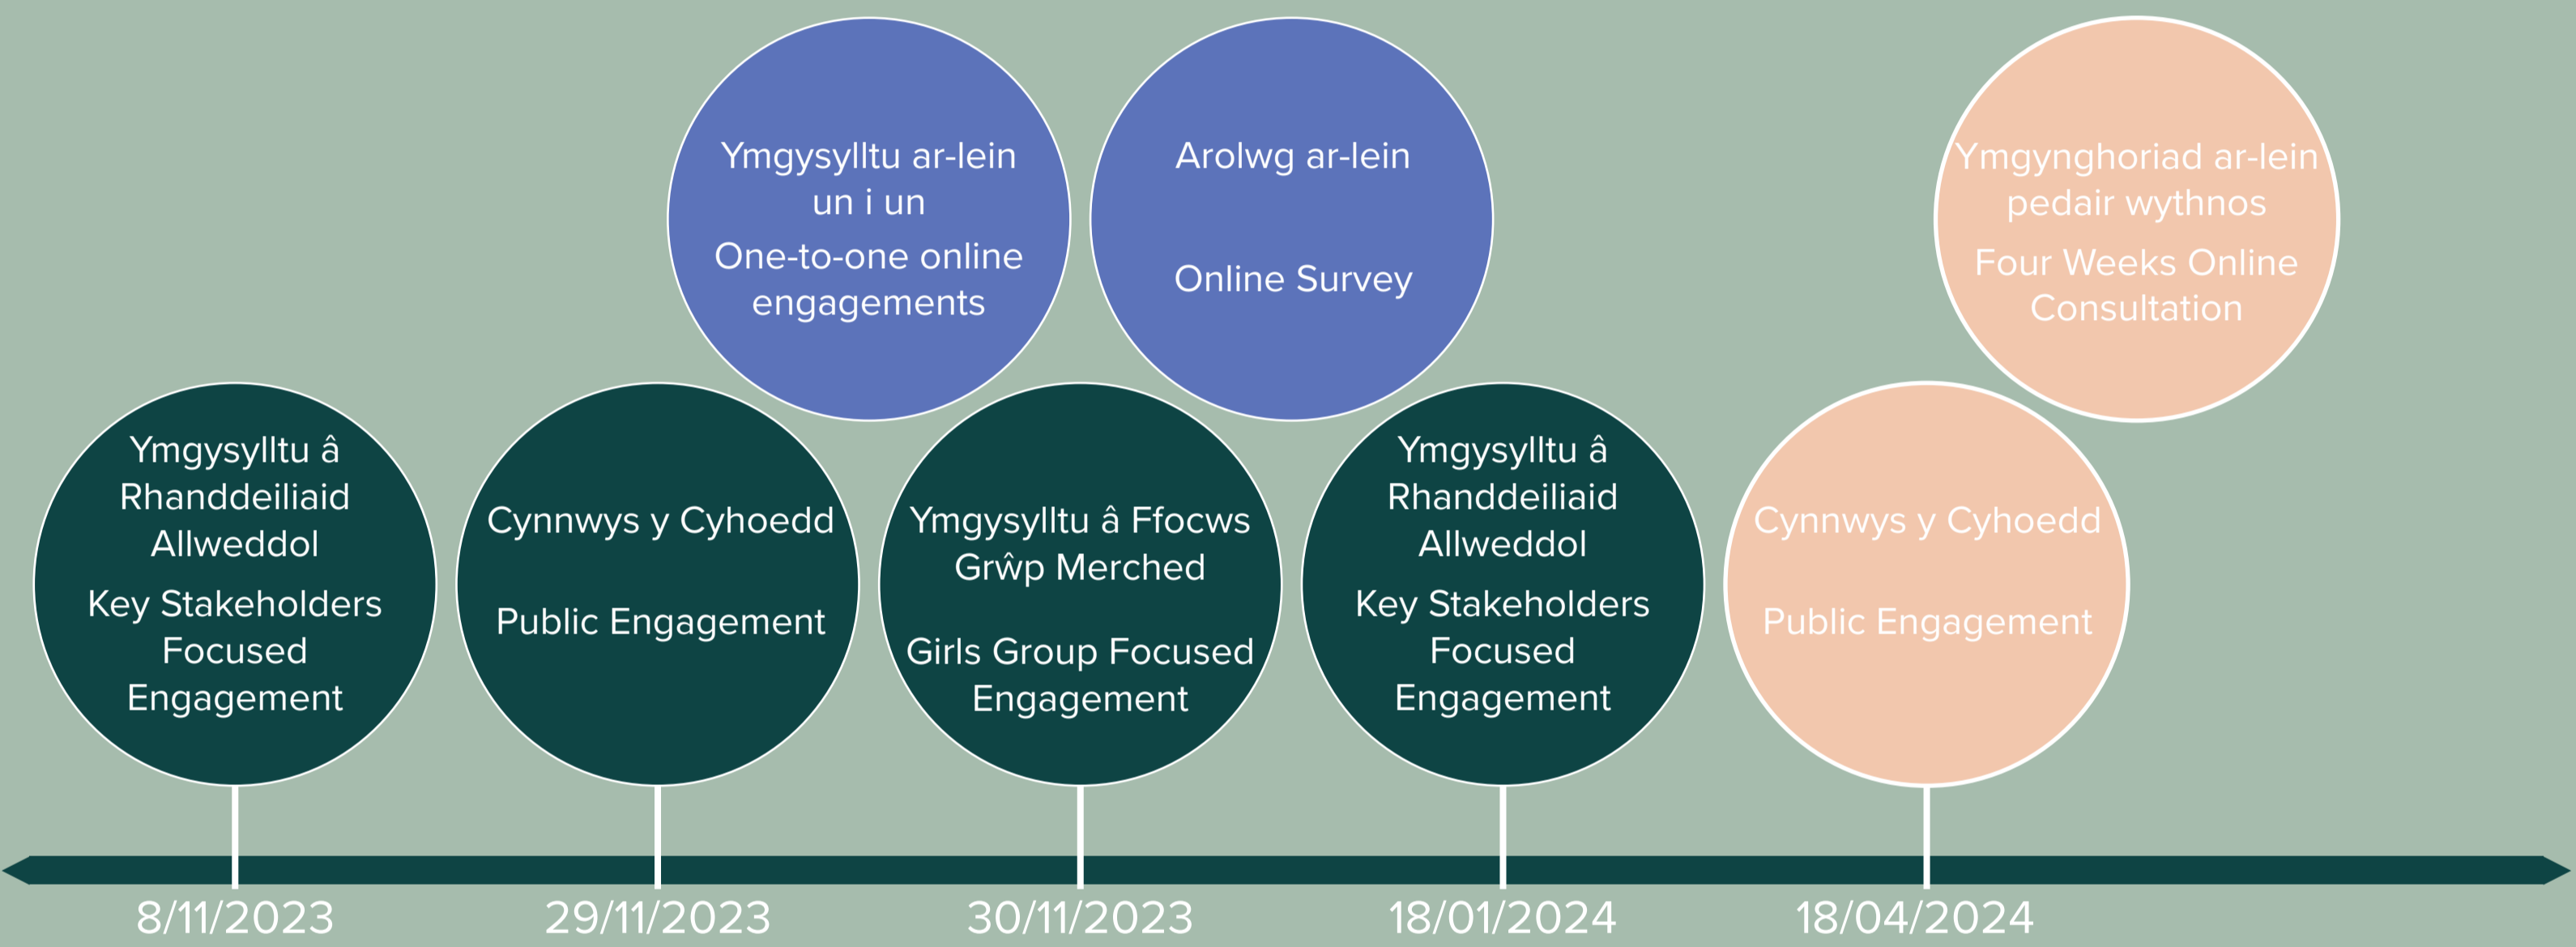 Ymgysylltu ar-lein
un i un
One-to-one online
engagements
Arolwg ar-lein
Online Survey
Ymgynghoriad ar-lein
pedair wythnos
Four Weeks Online
Consultation
Ymgysylltu â
Rhanddeiliaid
Allweddol
Key Stakeholders
Focused
Engagement
Cynnwys y Cyhoedd
Public Engagement
Ymgysylltu â Ffocws
Grŵp Merched
Girls Group Focused
Engagement
Ymgysylltu â
Rhanddeiliaid
Allweddol
Key Stakeholders
Focused
Engagement
Cynnwys y Cyhoedd
Public Engagement
8/11/2023
29/11/2023
30/11/2023
18/01/2024
18/04/2024